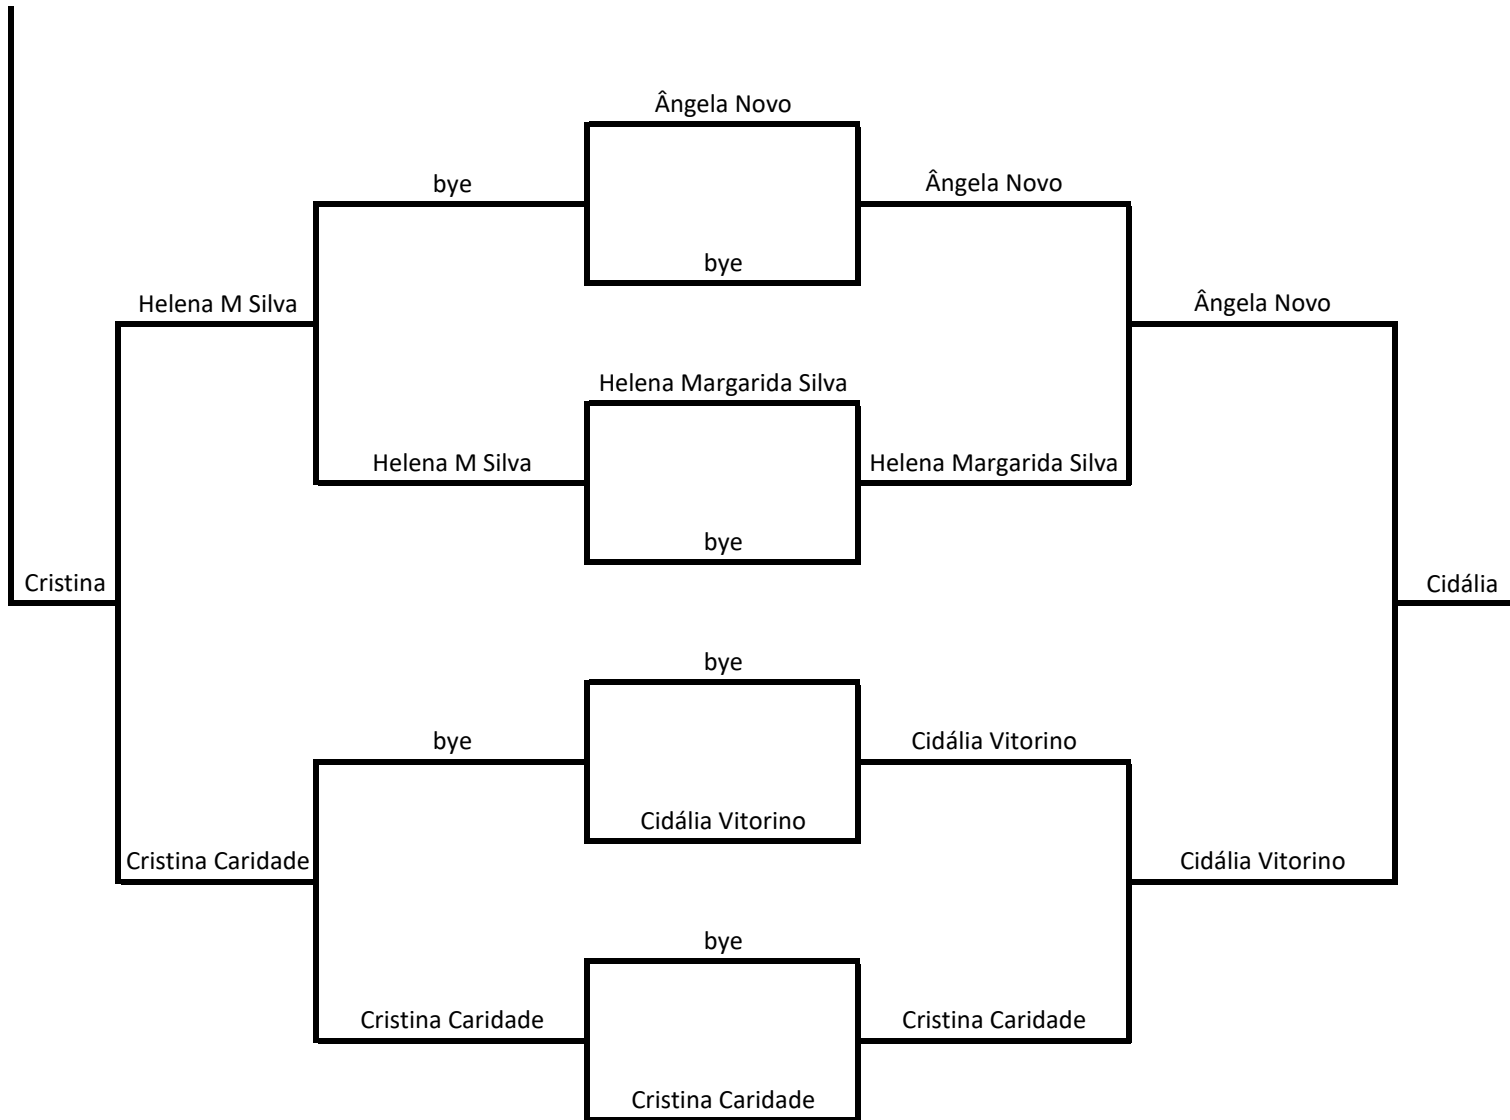 Ângela Novo
bye
Ângela Novo
bye
Helena M Silva
Ângela Novo
Helena Margarida Silva
Helena M Silva
Helena Margarida Silva
bye
Cristina
Cidália
bye
bye
Cidália Vitorino
Cidália Vitorino
Cristina Caridade
Cidália Vitorino
bye
Cristina Caridade
Cristina Caridade
Cristina Caridade